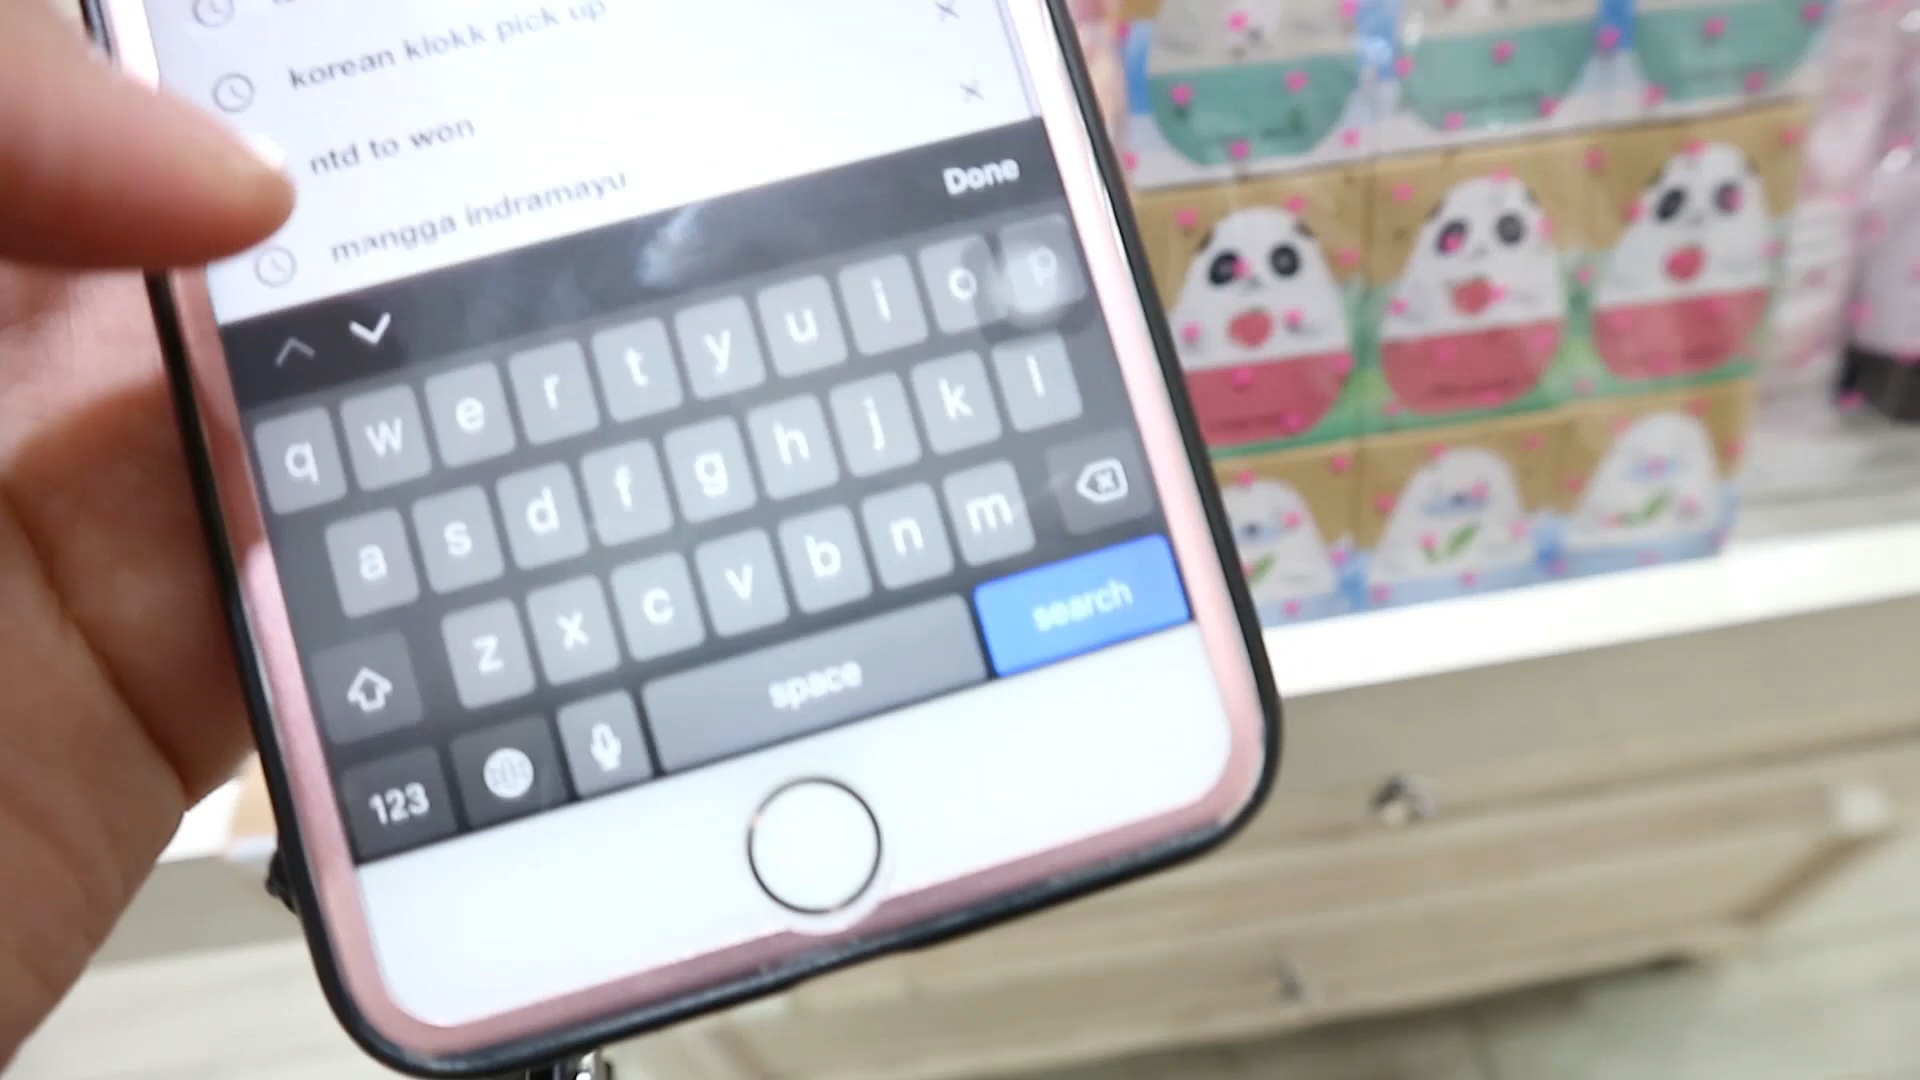 korean klokk pick up
ntd to won
mangga indramayu
Done
q w e r t y u i o p
a s d f g h j k l
z x c v b n m
123 space search